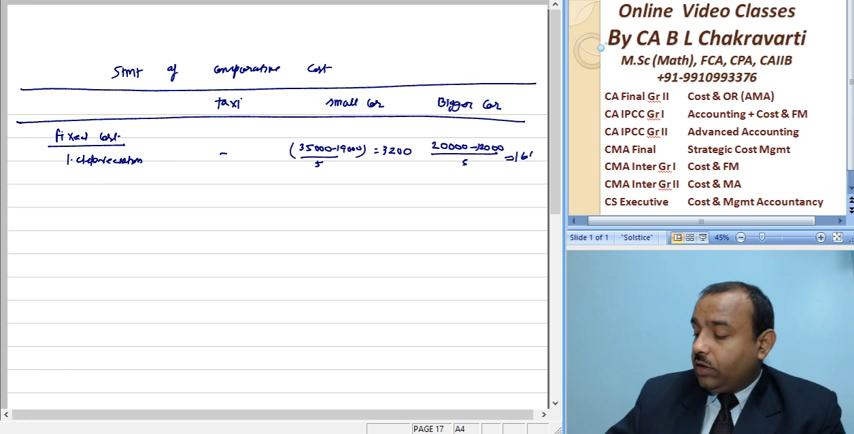 Stmt of Comparative Cost
taxi Small Car Bigger Car
Fixed Cost
1. depreciation - (35000-19000)/5 = 3200 20000-12000/5 = 16
Online Video Classes
By CA B L Chakravarti
M.Sc (Math), FCA, CPA, CAIIB
+91-9910993376
CA Final Gr II Cost & OR (AMA)
CA IPCC Gr I Accounting + Cost & FM
CA IPCC Gr II Advanced Accounting
CMA Final Strategic Cost Mgmt
CMA Inter Gr I Cost & FM
CMA Inter Gr II Cost & MA
CS Executive Cost & Mgmt Accountancy
Slide 1 of 1 "Solstice" 45%
PAGE 17 A4